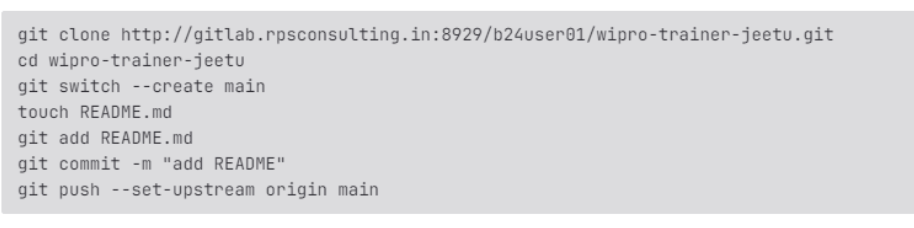 git clone http://gitlab.rpsconsulting.in:8929/b24user01/wipro-trainer-jeetu.git
cd wipro-trainer-jeetu
git switch --create main
touch README.md
git add README.md
git commit -m "add README"
git push --set-upstream origin main